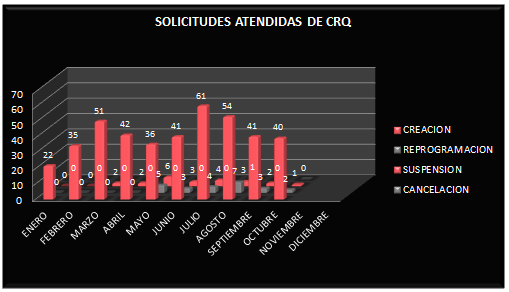 SOLICITUDES ATENDIDAS DE CRQ
70
60
50
40
30
20
10
0
22
35
51
42
36
41
61
54
41
40
0 0 0 0 2 0 2 5 6 0 3 3 0 4 4 0 7 3 1 3 2 0 2 1 0
ENERO
FEBRERO
MARZO
ABRIL
MAYO
JUNIO
JULIO
AGOSTO
SEPTIEMBRE
OCTUBRE
NOVIEMBRE
DICIEMBRE
CREACION
REPROGRAMACION
SUSPENSION
CANCELACION